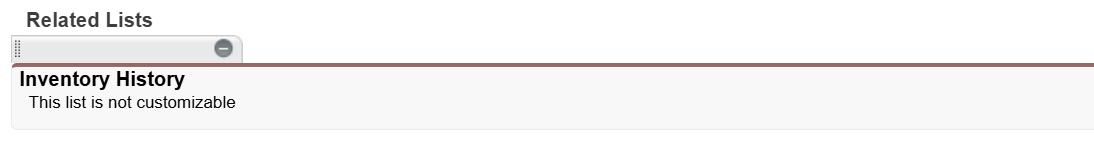 Related Lists
Inventory History
This list is not customizable